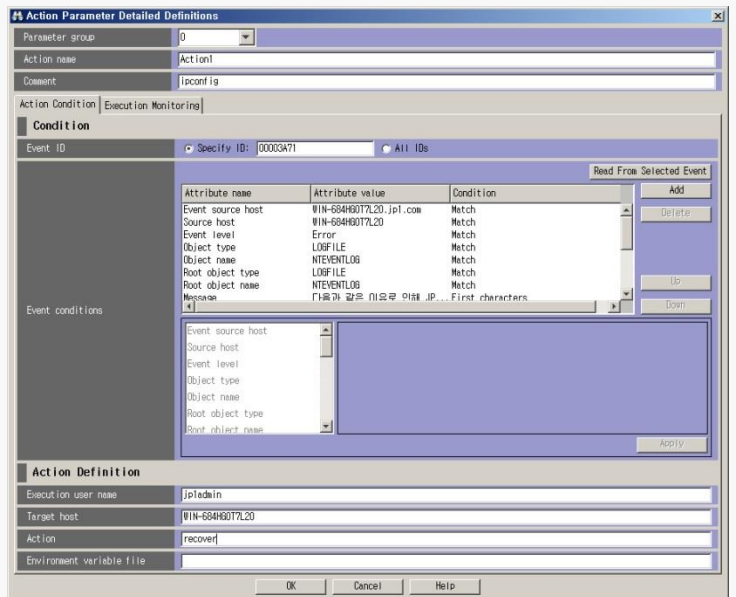 Action Parameter Detailed Definitions
Parameter group 0
Action name Action1
Comment ipconfig
Action Condition Execution Monitoring
Condition
Event ID Specify ID: 00003A71 All IDs
Read From Selected Event
Attribute name Attribute value Condition Add
Event source host WIN-684HG0T7L20.jp1.com Match
Source host WIN-684HG0T7L20 Match Delete
Event level Error Match
Object type LOGFILE Match
Object name NTEVENTLOG Match
Root object type LOGFILE Match
Root object name NTEVENTLOG Match Up
Message 다음과 같은 이유로 인해 JP... First characters
Down
Event conditions
Event source host
Source host
Event level
Object type
Object name
Root object type
Root object name
Apply
Action Definition
Execution user name jp1admin
Target host WIN-684HG0T7L20
Action recover
Environment variable file
OK Cancel Help